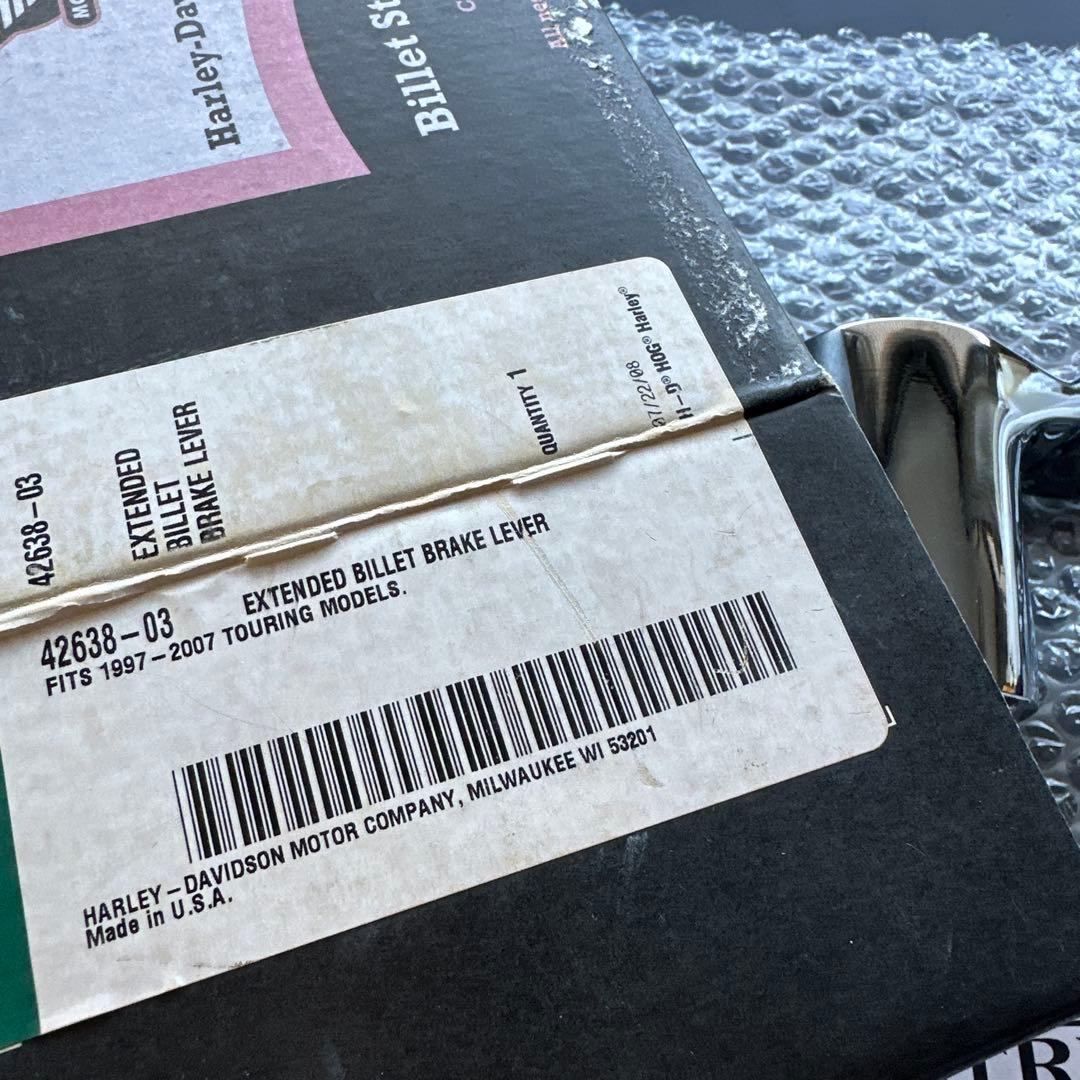 Harley-Da
Billet St
42638-03
EXTENDED
BILLET
BRAKE LEVER
QUANTITY 1
07/22/08
H-D® HOG® Harley®
42638-03
EXTENDED BILLET BRAKE LEVER
FITS 1997-2007 TOURING MODELS.
HARLEY-DAVIDSON MOTOR COMPANY, MILWAUKEE WI 53201
Made in U.S.A.